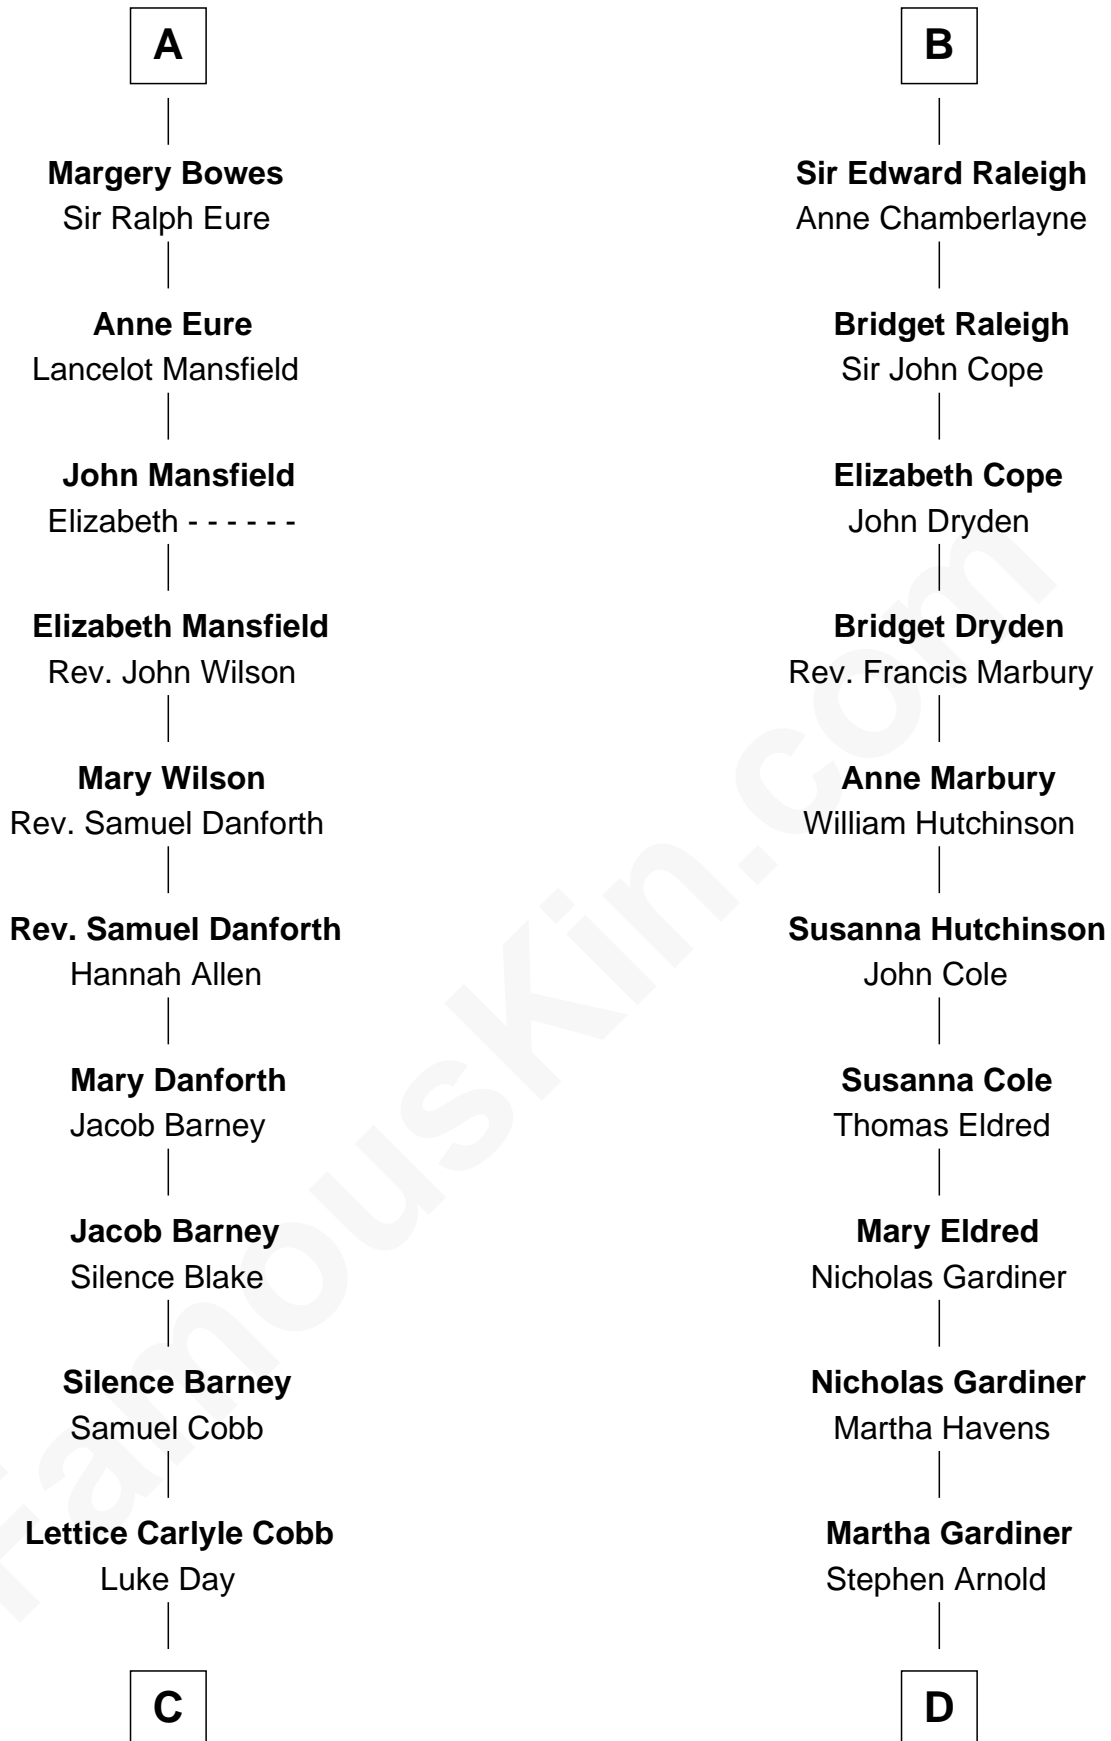 A
Margery Bowes
Sir Ralph Eure
Anne Eure
Lancelot Mansfield
John Mansfield
Elizabeth - - - - - -
Elizabeth Mansfield
Rev. John Wilson
Mary Wilson
Rev. Samuel Danforth
Rev. Samuel Danforth
Hannah Allen
Mary Danforth
Jacob Barney
Jacob Barney
Silence Blake
Silence Barney
Samuel Cobb
Lettice Carlyle Cobb
Luke Day
C
B
Sir Edward Raleigh
Anne Chamberlayne
Bridget Raleigh
Sir John Cope
Elizabeth Cope
John Dryden
Bridget Dryden
Rev. Francis Marbury
Anne Marbury
William Hutchinson
Susanna Hutchinson
John Cole
Susanna Cole
Thomas Eldred
Mary Eldred
Nicholas Gardiner
Nicholas Gardiner
Martha Havens
Martha Gardiner
Stephen Arnold
D
FamousKin.com